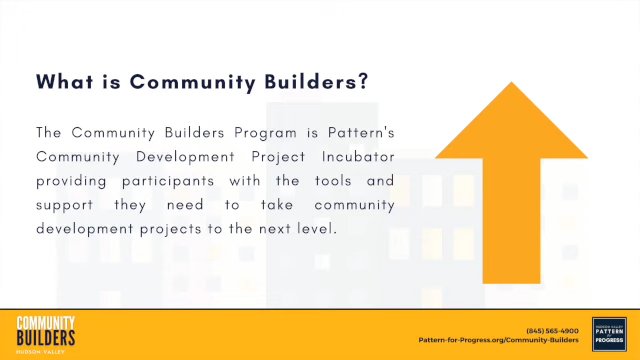 What is Community Builders?
The Community Builders Program is Pattern's
Community Development Project Incubator
providing participants with the tools and
support they need to take community
development projects to the next level.
COMMUNITY
BUILDERS
HUDSON VALLEY
(845) 565-4900
Pattern-for-Progress.org/Community-Builders
HUDSON VALLEY
PATTERN
for
PROGRESS